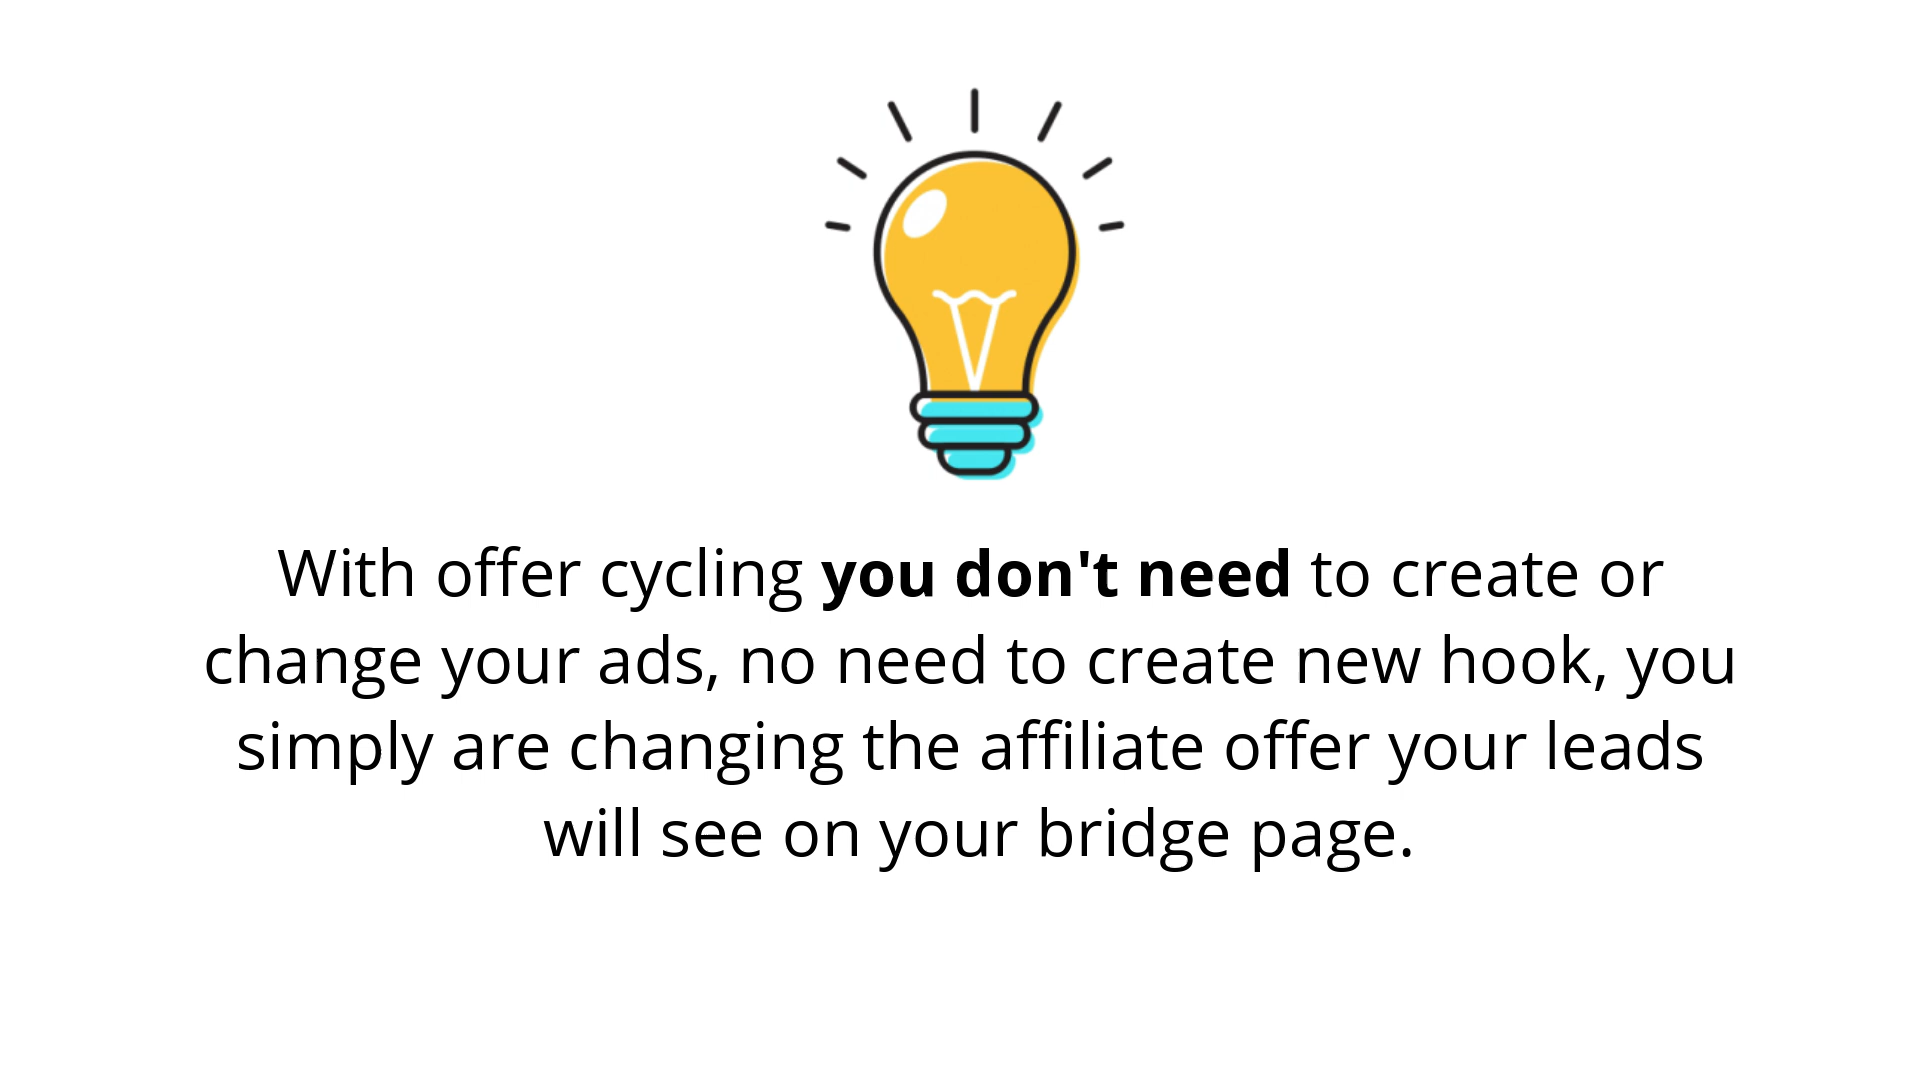 With offer cycling you don't need to create or
change your ads, no need to create new hook, you
simply are changing the affiliate offer your leads
will see on your bridge page.